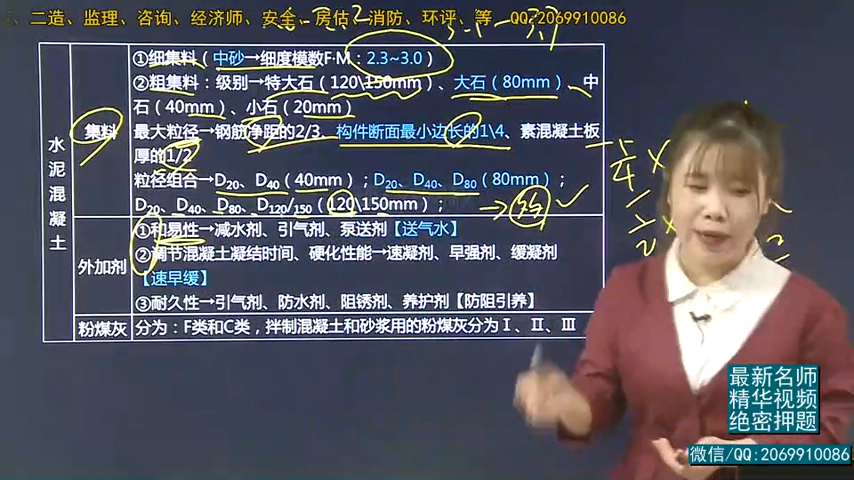 、二造、监理、咨询、经济师、安全、房估、消防、环评、等 QQ:2069910086
水泥混凝土
集料
①细集料（中砂→细度模数F·M：2.3~3.0）
②粗集料：级别→特大石（120\150mm）、大石（80mm）、中
石（40mm）、小石（20mm）
最大粒径→钢筋净距的2/3、构件断面最小边长的1\4、素混凝土板
厚的1/2
粒径组合→D20、D40（40mm）；D20、D40、D80（80mm）；
D20、D40、D80、D120/150（120\150mm）；
外加剂
①和易性→减水剂、引气剂、泵送剂【送气水】
②调节混凝土凝结时间、硬化性能→速凝剂、早强剂、缓凝剂
【速早缓】
③耐久性→引气剂、防水剂、阻锈剂、养护剂【防阻引养】
粉煤灰
分为：F类和C类，拌制混凝土和砂浆用的粉煤灰分为Ⅰ、Ⅱ、Ⅲ
1/4
1/2
最新名师
精华视频
绝密押题
微信/QQ:2069910086